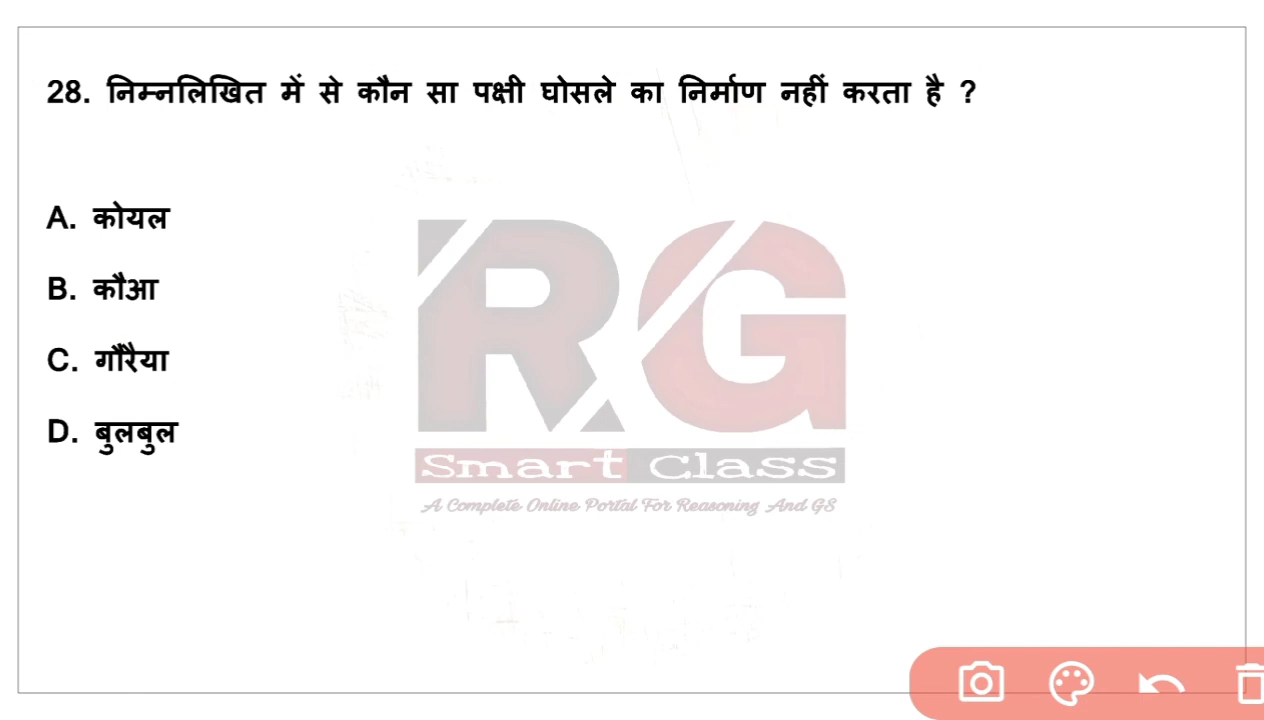 28. निम्नलिखित में से कौन सा पक्षी घोसले का निर्माण नहीं करता है ?
A. कोयल
B. कौआ
C. गौरैया
D. बुलबुल
RG
Smart Class
A Complete Online Portal For Reasoning And GS